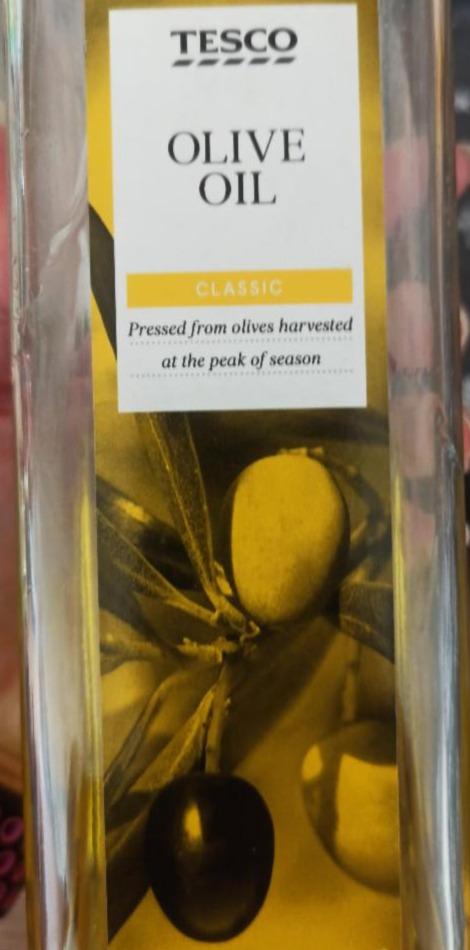 TESCO
OLIVE
OIL
CLASSIC
Pressed from olives harvested
at the peak of season